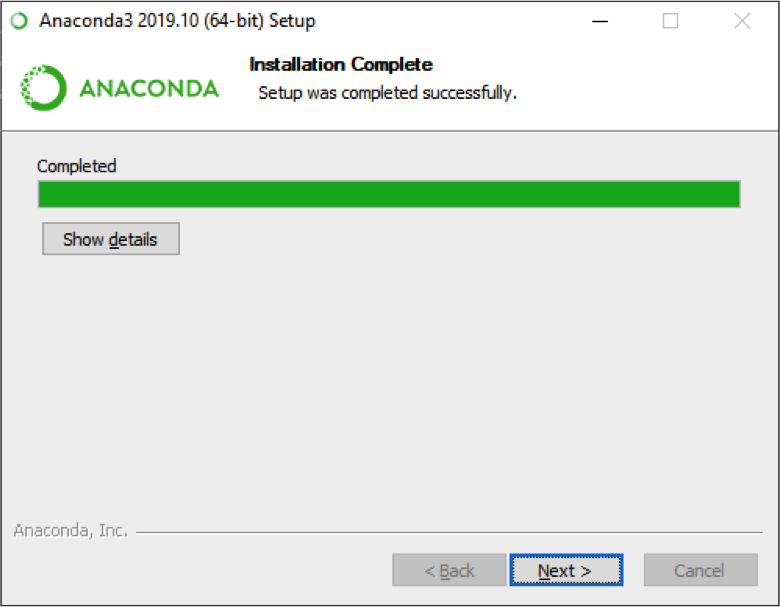 Anaconda3 2019.10 (64-bit) Setup
ANACONDA
Installation Complete
Setup was completed successfully.
Completed
Show details
Anaconda, Inc.
< Back
Next >
Cancel